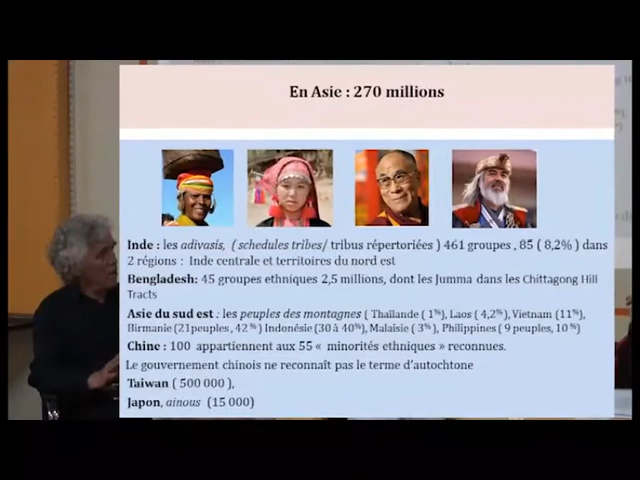 En Asie : 270 millions
Inde : les adivasis, ( schedules tribes/ tribus répertoriées ) 461 groupes , 85 ( 8,2%) dans
2 régions : Inde centrale et territoires du nord est
Bengladesh: 45 groupes ethniques 2,5 millions, dont les Jumma dans les Chittagong Hill
Tracts
Asie du sud est : les peuples des montagnes ( Thaïlande ( 1%), Laos ( 4,2%), Vietnam (11%),
Birmanie (21peuples , 42 %) Indonésie (30 à 40%), Malaisie ( 3%), Philippines ( 9 peuples, 10 %)
Chine : 100 appartiennent aux 55 « minorités ethniques » reconnues.
Le gouvernement chinois ne reconnaît pas le terme d'autochtone
Taiwan ( 500 000 ),
Japon, ainous (15 000)